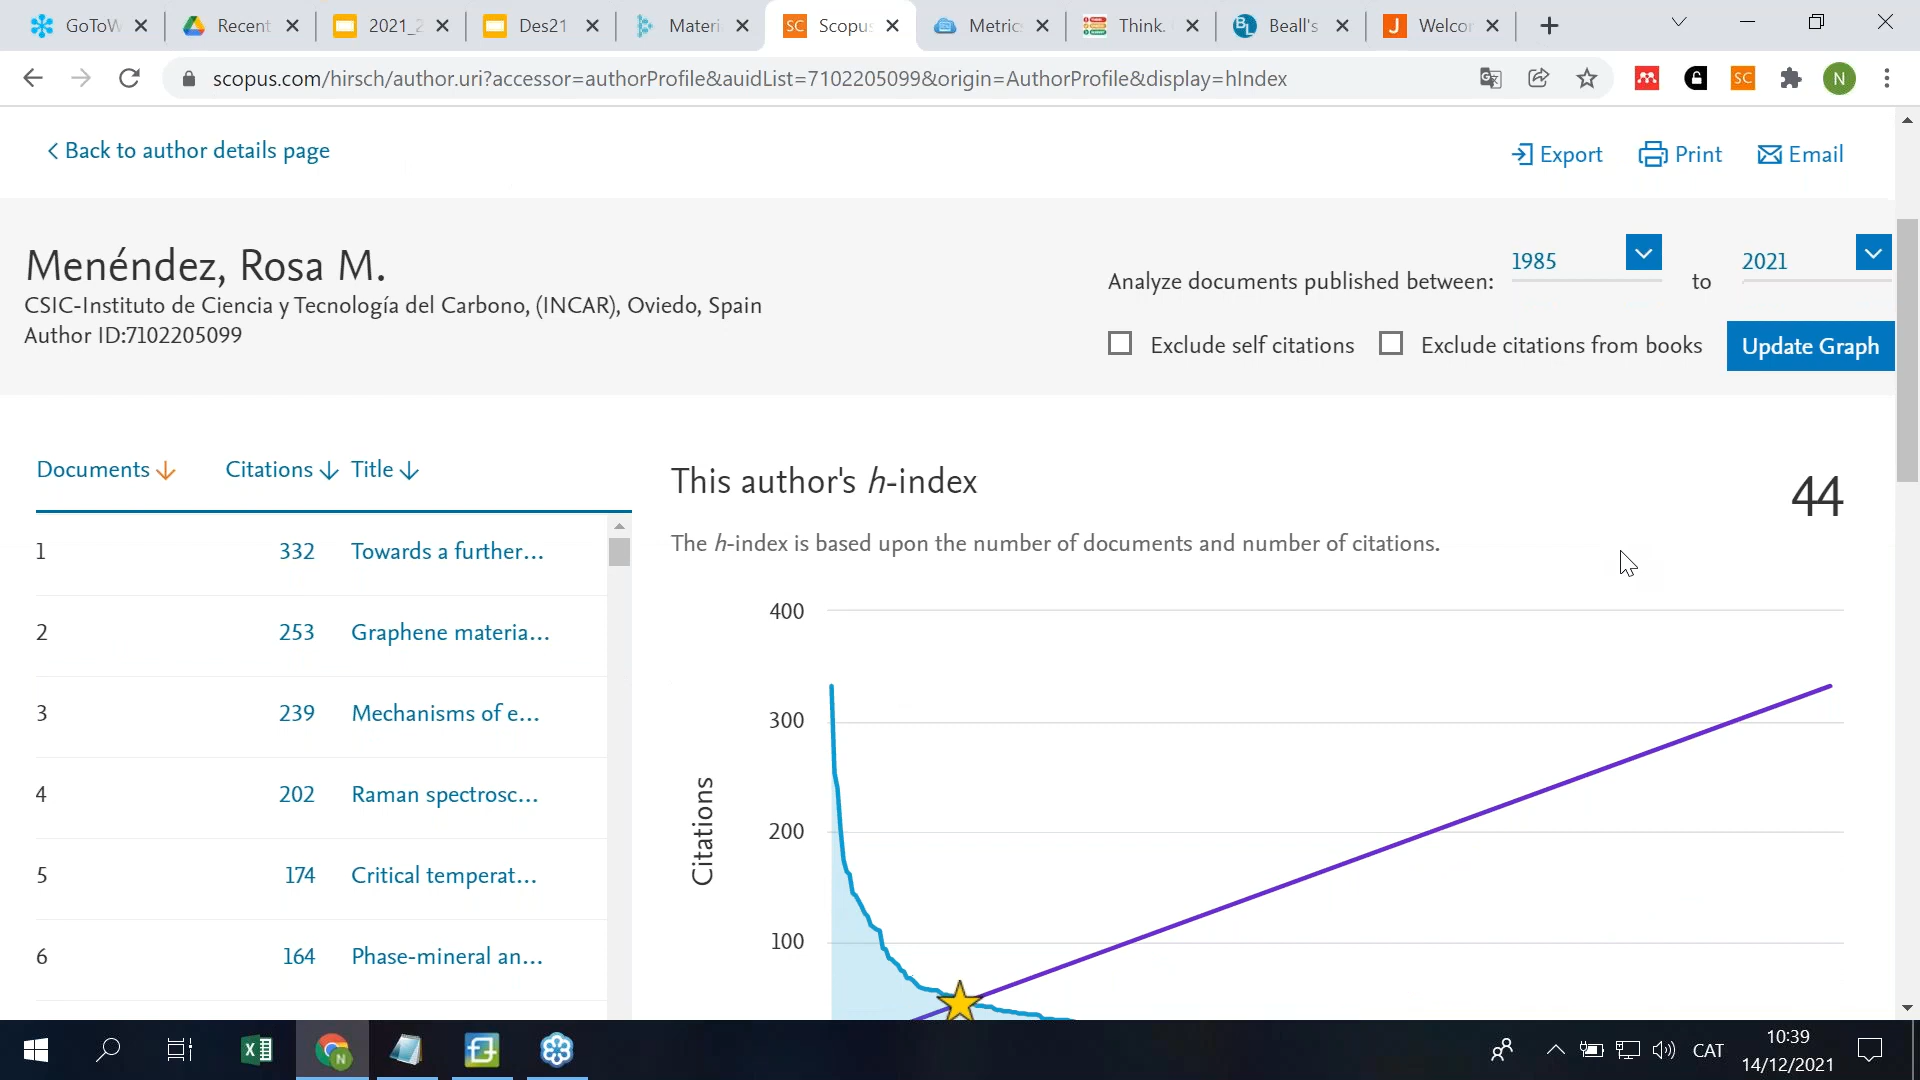 GoToW
Recent
2021_2
Des21
Materi
Scopus
Metric
Think.
Beall's
Welcor
scopus.com/hirsch/author.uri?accessor=authorProfile&auidList=7102205099&origin=AuthorProfile&display=hIndex
SC
N
Back to author details page
Export
Print
Email
Menéndez, Rosa M.
CSIC-Instituto de Ciencia y Tecnología del Carbono, (INCAR), Oviedo, Spain
Author ID:7102205099
Analyze documents published between:
1985
to
2021
Exclude self citations
Exclude citations from books
Update Graph
Documents
Citations
Title
1 332 Towards a further...
2 253 Graphene materia...
3 239 Mechanisms of e...
4 202 Raman spectrosc...
5 174 Critical temperat...
6 164 Phase-mineral an...
This author's h-index
44
The h-index is based upon the number of documents and number of citations.
400
300
200
100
Citations
CAT
10:39
14/12/2021